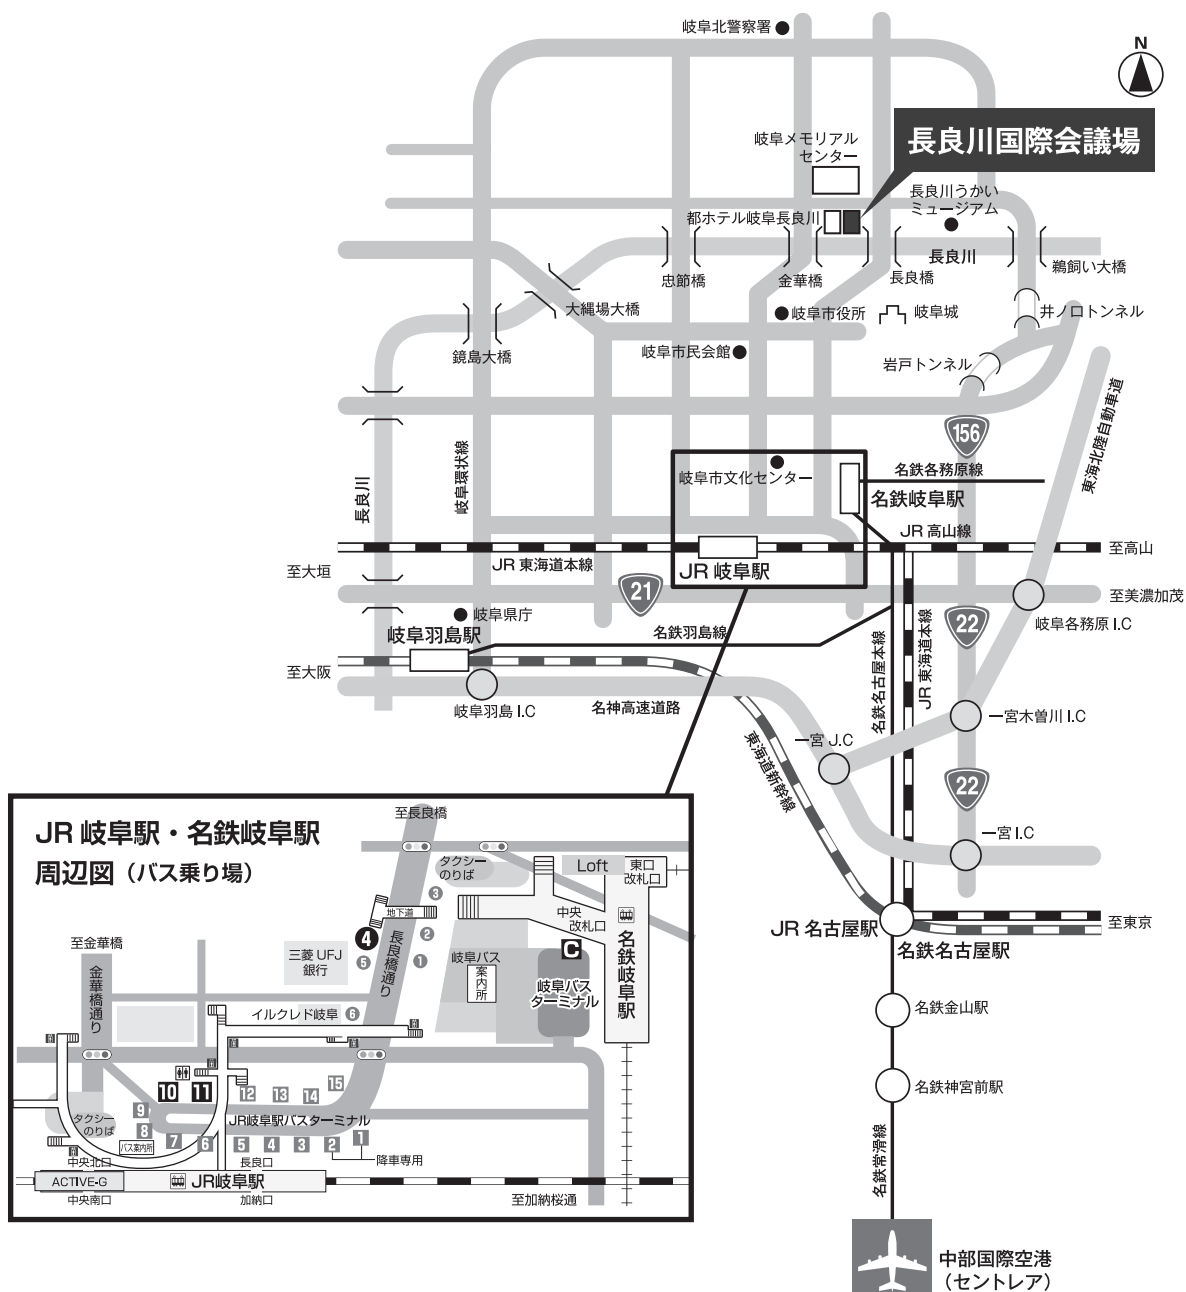 岐阜北警察署
N
長良川国際会議場
岐阜メモリアル
センター
長良川うかい
ミュージアム
都ホテル岐阜長良川
長良川
忠節橋
金華橋
長良橋
鵜飼い大橋
大縄場大橋
岐阜市役所
岐阜城
井ノ口トンネル
鏡島大橋
岐阜市民会館
岩戸トンネル
156
東海北陸自動車道
岐阜環状線
長良川
岐阜市文化センター
名鉄各務原線
名鉄岐阜駅
JR 高山線
至高山
JR 東海道本線
JR 岐阜駅
至大垣
21
至美濃加茂
岐阜県庁
岐阜羽島駅
名鉄羽島線
22
岐阜各務原 I.C
名鉄名古屋本線
JR 東海道本線
至大阪
岐阜羽島 I.C
名神高速道路
一宮木曽川 I.C
一宮 J.C
東海道新幹線
22
一宮 I.C
JR 名古屋駅
名鉄名古屋駅
至東京
名鉄金山駅
名鉄神宮前駅
名鉄常滑線
中部国際空港
（セントレア）
JR 岐阜駅・名鉄岐阜駅
周辺図（バス乗り場）
至長良橋
タクシー
のりば
Loft
東口
改札口
3
地下道
中央
改札口
4
2
5
1
長良橋通り
三菱 UFJ
銀行
岐阜バス
案内所
C
岐阜バス
ターミナル
名鉄岐阜駅
至金華橋
金華橋通り
イルクレド岐阜
6
10
11
12
13
14
15
9
8
7
6
5
4
3
2
1
JR岐阜駅バスターミナル
タクシー
のりば
バス案内所
降車専用
中央北口
長良口
ACTIVE-G
JR岐阜駅
中央南口
加納口
至加納桜通